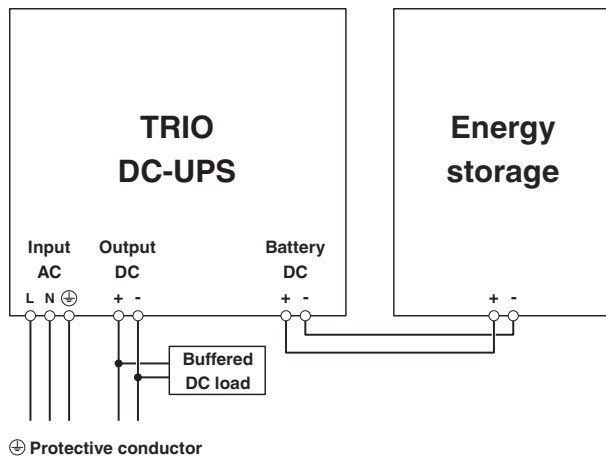 TRIO
DC-UPS
Energy
storage
Input
AC
Output
DC
Battery
DC
L N ⏚ + - + - + -
Buffered
DC load
⏚ Protective conductor